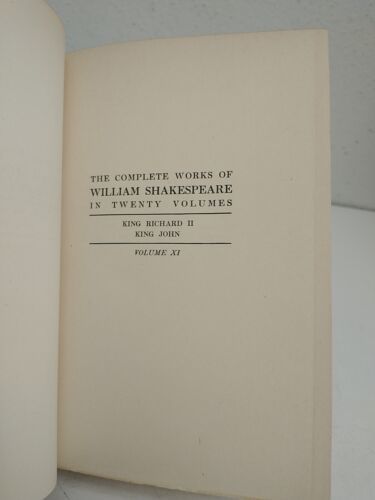 THE COMPLETE WORKS OF
WILLIAM SHAKESPEARE
IN TWENTY VOLUMES
KING RICHARD II
KING JOHN
VOLUME XI